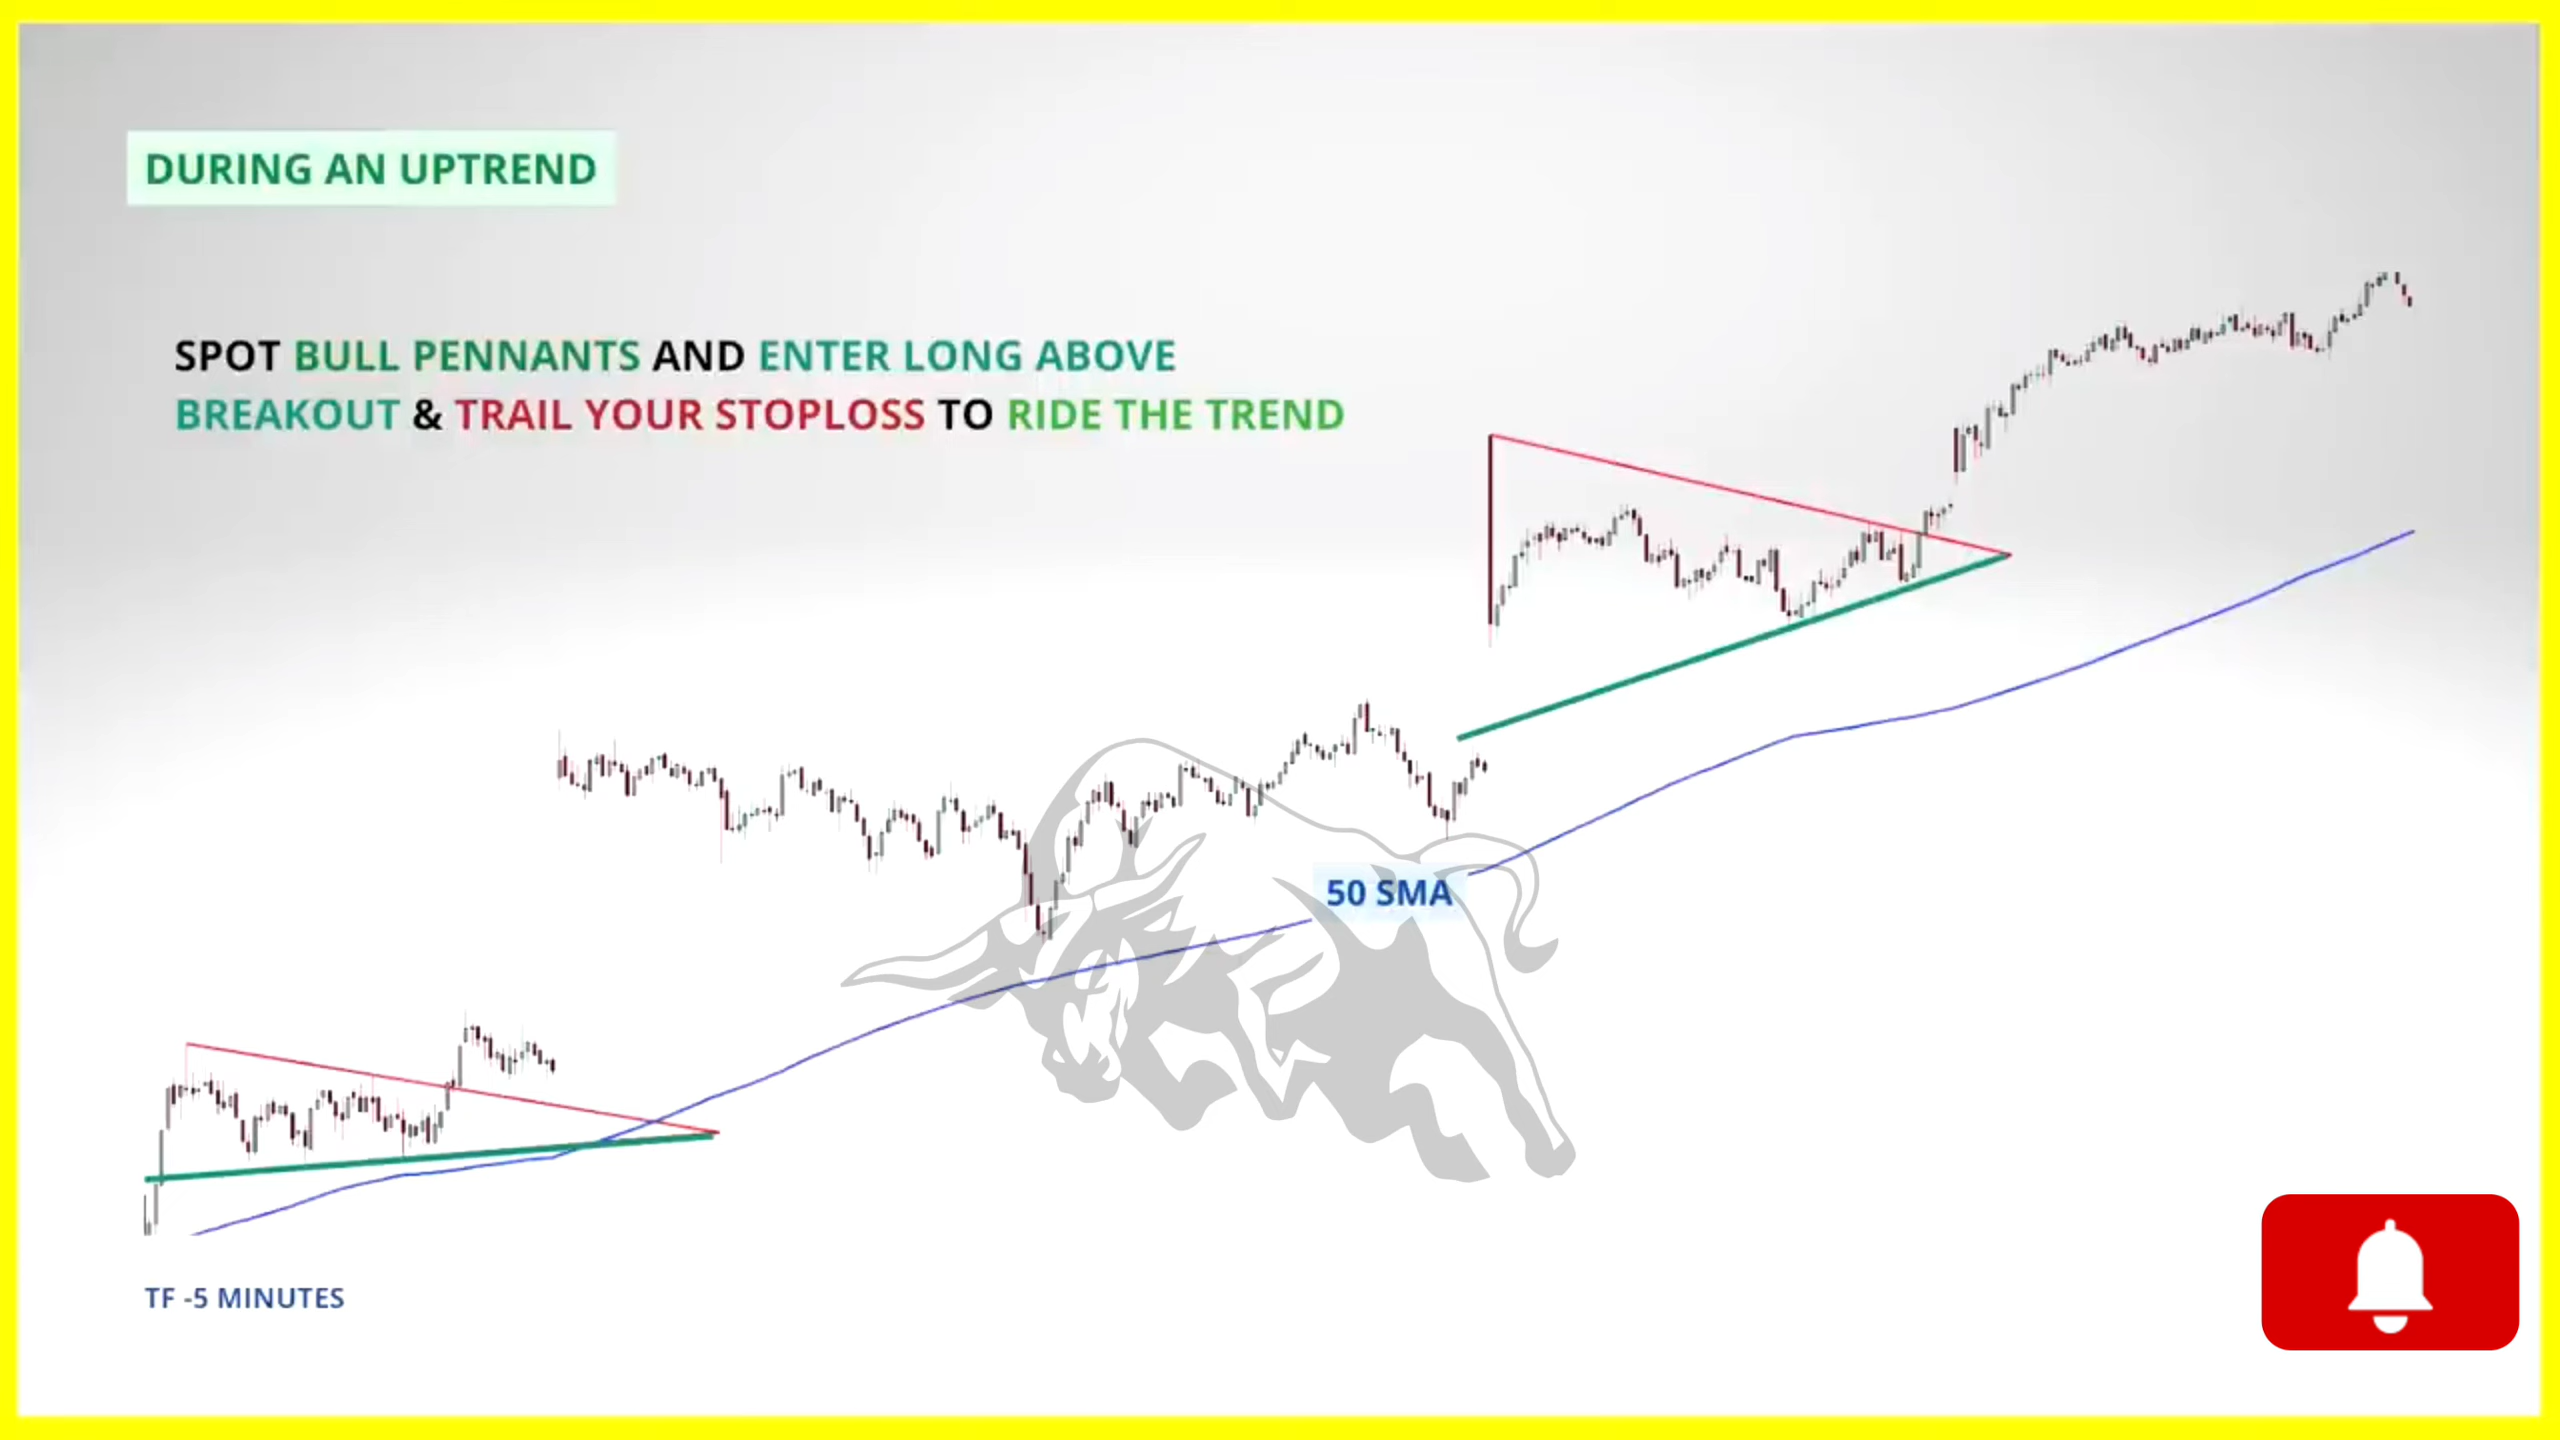 DURING AN UPTREND
SPOT BULL PENNANTS AND ENTER LONG ABOVE
BREAKOUT & TRAIL YOUR STOPLOSS TO RIDE THE TREND
50 SMA
TF -5 MINUTES